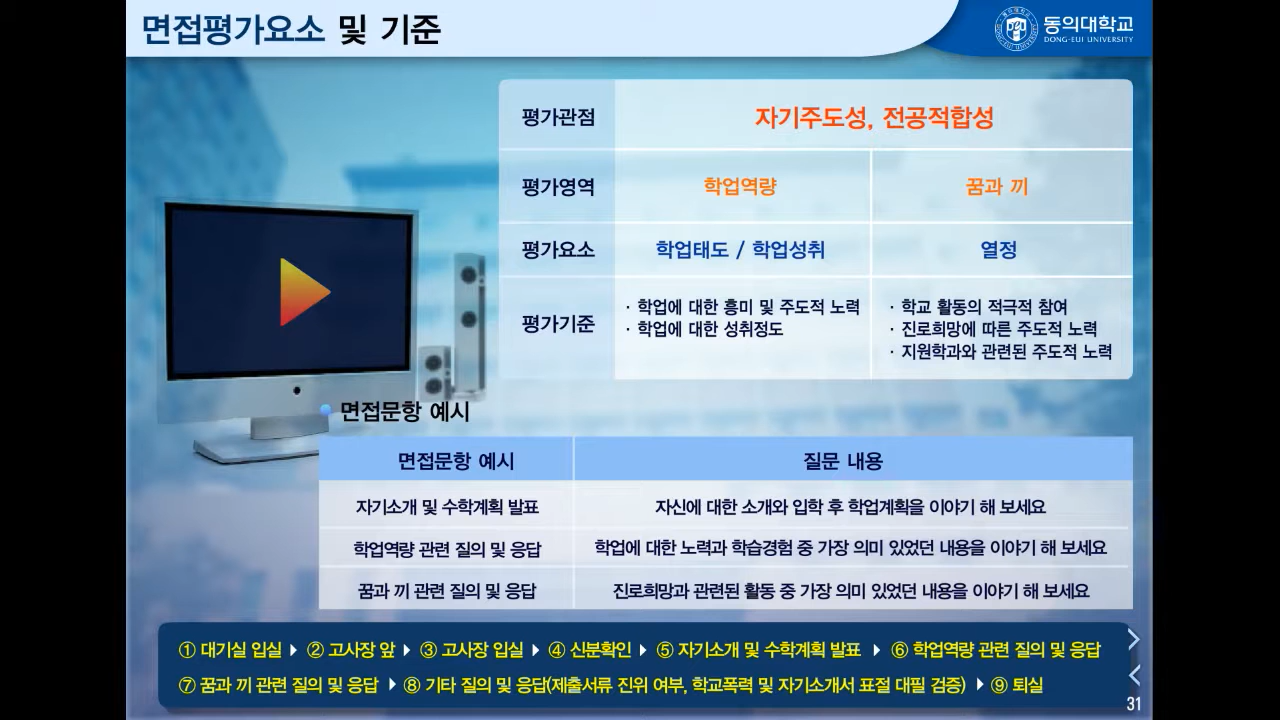 면접평가요소 및 기준
동의대학교
DONG-EUI UNIVERSITY
평가관점
자기주도성, 전공적합성
평가영역
학업역량
꿈과 끼
평가요소
학업태도 / 학업성취
열정
평가기준
· 학업에 대한 흥미 및 주도적 노력
· 학업에 대한 성취정도
· 학교 활동의 적극적 참여
· 진로희망에 따른 주도적 노력
· 지원학과와 관련된 주도적 노력
면접문항 예시
면접문항 예시
질문 내용
자기소개 및 수학계획 발표
자신에 대한 소개와 입학 후 학업계획을 이야기 해 보세요
학업역량 관련 질의 및 응답
학업에 대한 노력과 학습경험 중 가장 의미 있었던 내용을 이야기 해 보세요
꿈과 끼 관련 질의 및 응답
진로희망과 관련된 활동 중 가장 의미 있었던 내용을 이야기 해 보세요
① 대기실 입실 ② 고사장 앞 ③ 고사장 입실 ④ 신분확인 ⑤ 자기소개 및 수학계획 발표 ⑥ 학업역량 관련 질의 및 응답
⑦ 꿈과 끼 관련 질의 및 응답 ⑧ 기타 질의 및 응답(제출서류 진위 여부, 학교폭력 및 자기소개서 표절 대필 검증) ⑨ 퇴실
31